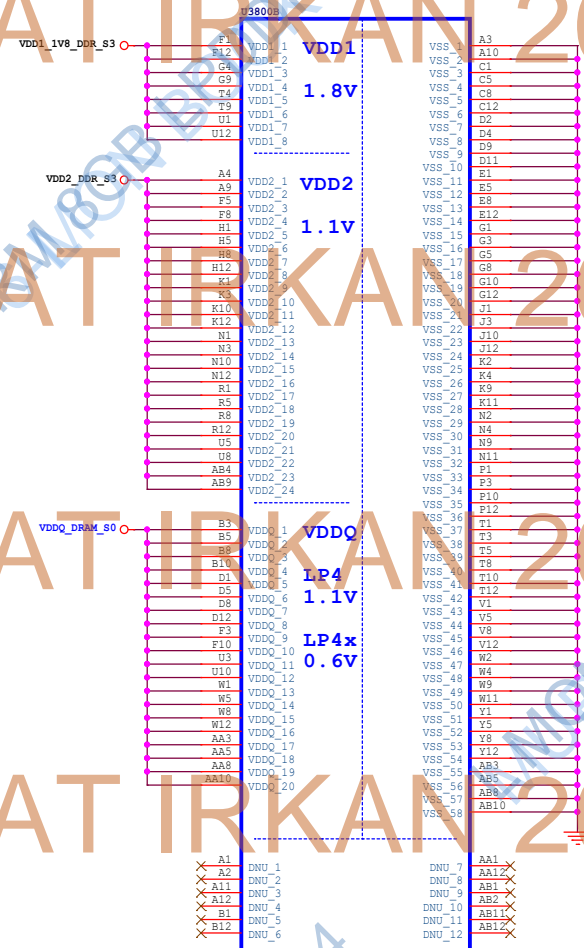 U3800B
VDD1_1V8_DDR_S3
F1 VDD1_1
F12 VDD1_2
G4 VDD1_3
G9 VDD1_4
T4 VDD1_5
T9 VDD1_6
U1 VDD1_7
U12 VDD1_8
VDD1
1.8V
VDD2_DDR_S3
A4 VDD2_1
A9 VDD2_2
F5 VDD2_3
F8 VDD2_4
H1 VDD2_5
H5 VDD2_6
H8 VDD2_7
H12 VDD2_8
K1 VDD2_9
K3 VDD2_10
K10 VDD2_11
K12 VDD2_12
N1 VDD2_13
N3 VDD2_14
N10 VDD2_15
N12 VDD2_16
R1 VDD2_17
R5 VDD2_18
R8 VDD2_19
R12 VDD2_20
U5 VDD2_21
U8 VDD2_22
AB4 VDD2_23
AB9 VDD2_24
VDD2
1.1V
VDDQ_DRAM_S0
B3 VDDQ_1
B5 VDDQ_2
B8 VDDQ_3
B10 VDDQ_4
D1 VDDQ_5
D5 VDDQ_6
D8 VDDQ_7
D12 VDDQ_8
F3 VDDQ_9
F10 VDDQ_10
U3 VDDQ_11
U10 VDDQ_12
W1 VDDQ_13
W5 VDDQ_14
W8 VDDQ_15
W12 VDDQ_16
AA3 VDDQ_17
AA5 VDDQ_18
AA8 VDDQ_19
AA10 VDDQ_20
VDDQ
LP4
1.1V
LP4x
0.6V
A1 DNU_1
A2 DNU_2
A11 DNU_3
A12 DNU_4
B1 DNU_5
B12 DNU_6
VSS_1 A3
VSS_2 A10
VSS_3 C1
VSS_4 C5
VSS_5 C8
VSS_6 C12
VSS_7 D2
VSS_8 D4
VSS_9 D9
VSS_10 D11
VSS_11 E1
VSS_12 E5
VSS_13 E8
VSS_14 E12
VSS_15 G1
VSS_16 G3
VSS_17 G5
VSS_18 G8
VSS_19 G10
VSS_20 G12
VSS_21 J1
VSS_22 J3
VSS_23 J10
VSS_24 J12
VSS_25 K2
VSS_26 K4
VSS_27 K9
VSS_28 K11
VSS_29 N2
VSS_30 N4
VSS_31 N9
VSS_32 N11
VSS_33 P1
VSS_34 P3
VSS_35 P10
VSS_36 P12
VSS_37 T1
VSS_38 T3
VSS_39 T5
VSS_40 T8
VSS_41 T10
VSS_42 T12
VSS_43 V1
VSS_44 V5
VSS_45 V8
VSS_46 V12
VSS_47 W2
VSS_48 W4
VSS_49 W9
VSS_50 W11
VSS_51 Y1
VSS_52 Y5
VSS_53 Y8
VSS_54 Y12
VSS_55 AB3
VSS_56 AB5
VSS_57 AB8
VSS_58 AB10
DNU_7 AA1
DNU_8 AA12
DNU_9 AB1
DNU_10 AB2
DNU_11 AB11
DNU_12 AB12
AT IRKAN 2
AT IRKAN 2
AT IRKAN 2
AT IRKAN 2
8GB